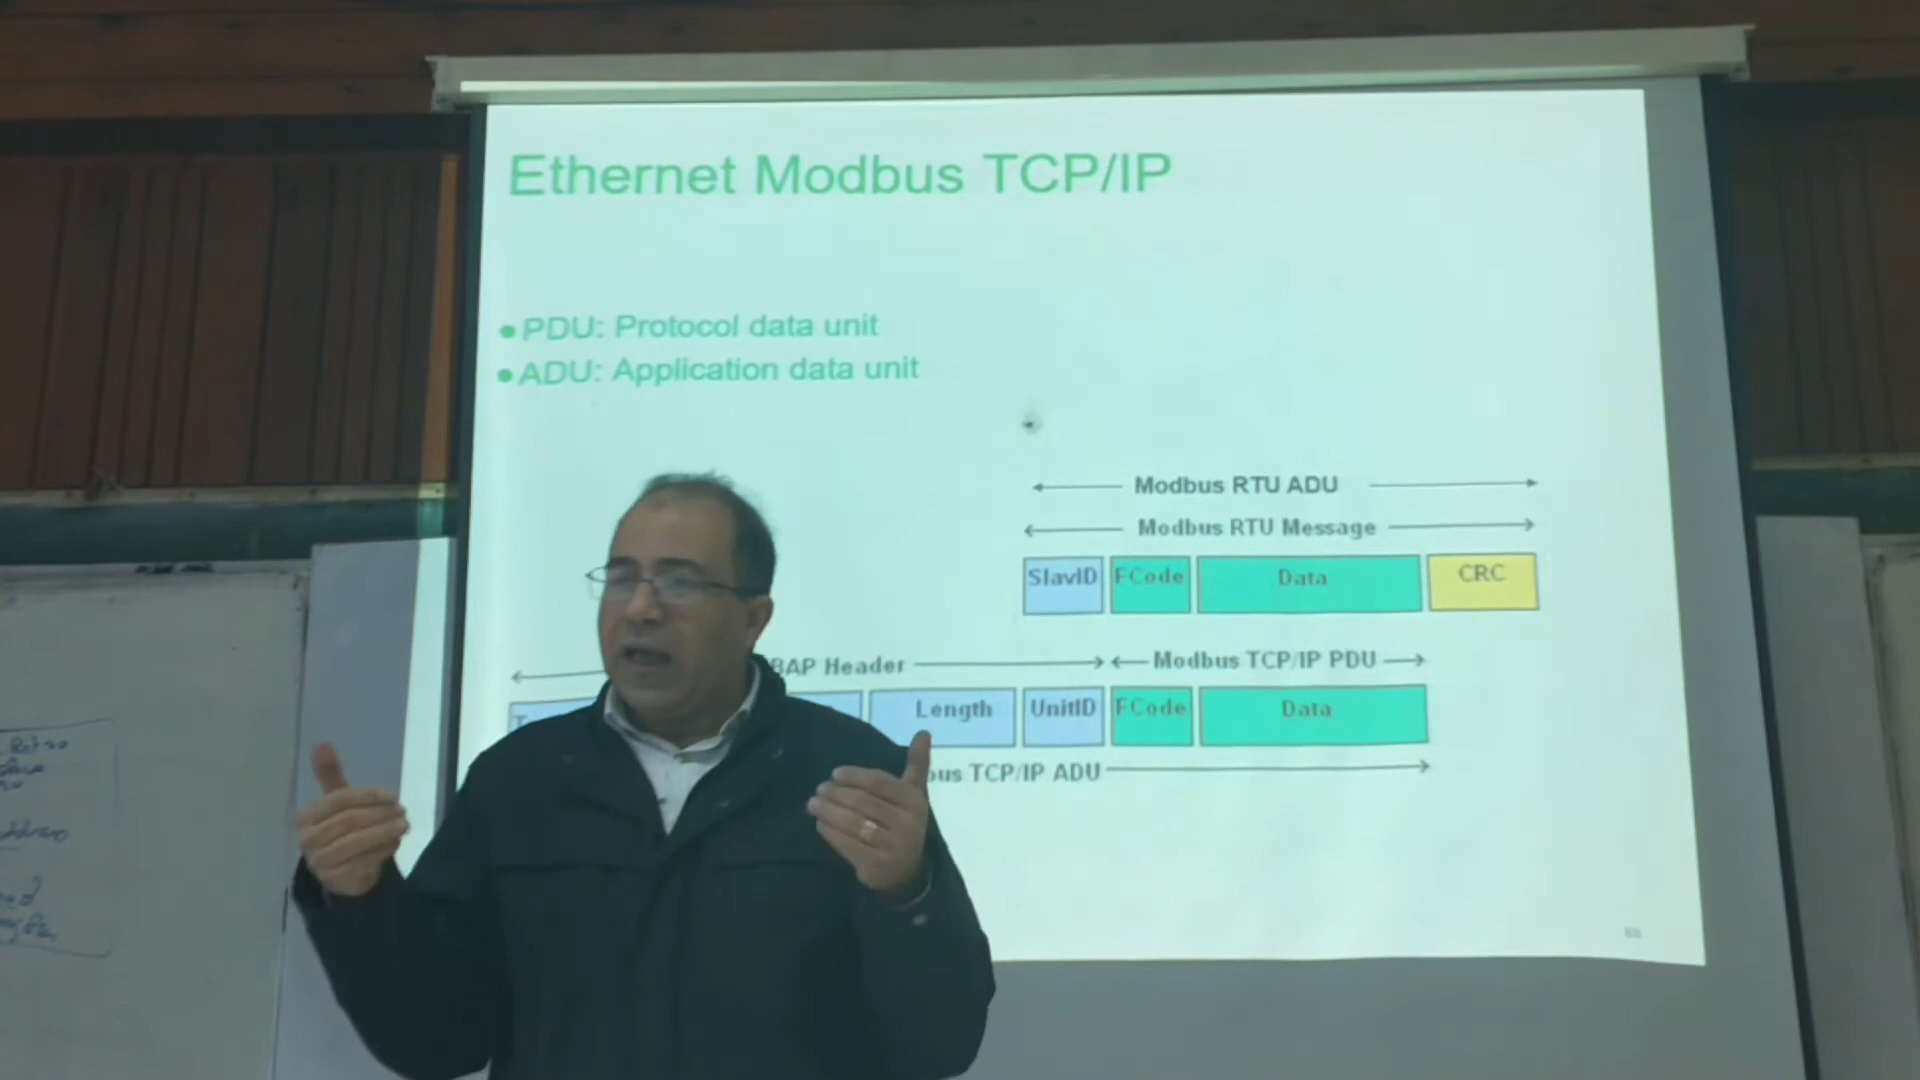 Ethernet Modbus TCP/IP
● PDU: Protocol data unit
● ADU: Application data unit
Modbus RTU ADU
Modbus RTU Message
SlavID FCode Data CRC
BAP Header Modbus TCP/IP PDU
Length UnitID FCode Data
bus TCP/IP ADU